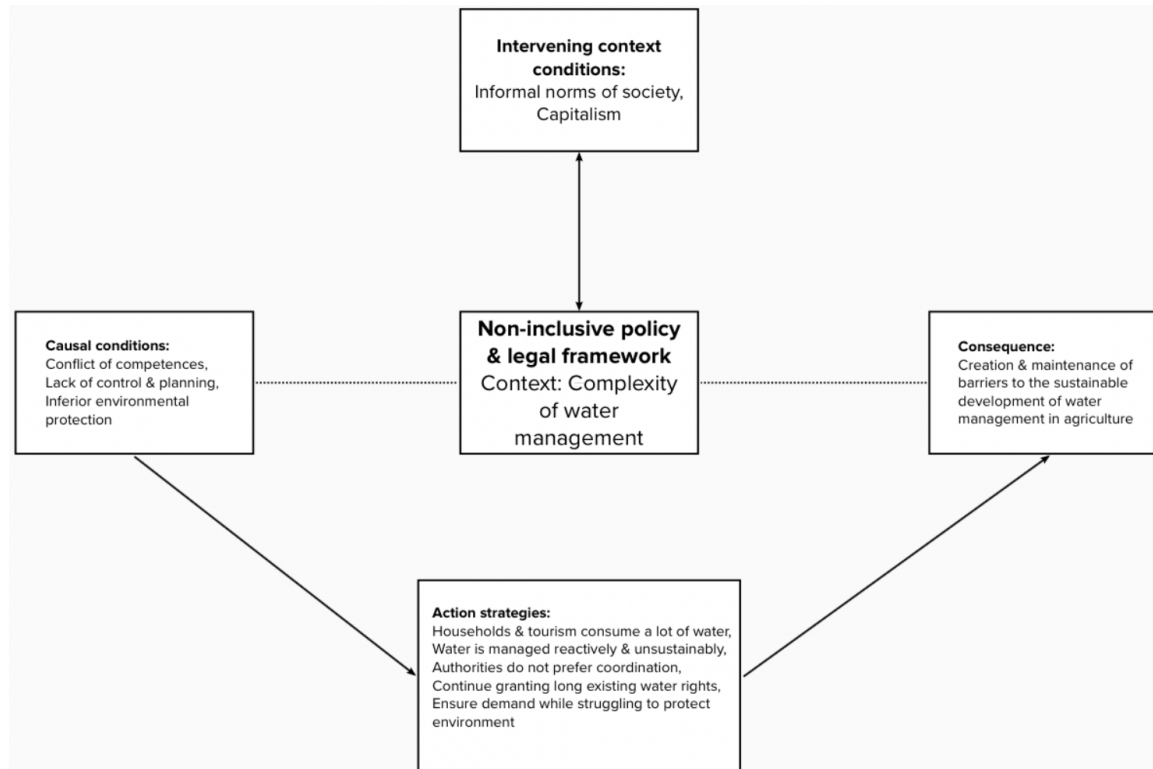 Intervening context
conditions:
Informal norms of society,
Capitalism
Causal conditions:
Conflict of competences,
Lack of control & planning,
Inferior environmental
protection
Non-inclusive policy
& legal framework
Context: Complexity
of water
management
Consequence:
Creation & maintenance of
barriers to the sustainable
development of water
management in agriculture
Action strategies:
Households & tourism consume a lot of water,
Water is managed reactively & unsustainably,
Authorities do not prefer coordination,
Continue granting long existing water rights,
Ensure demand while struggling to protect
environment